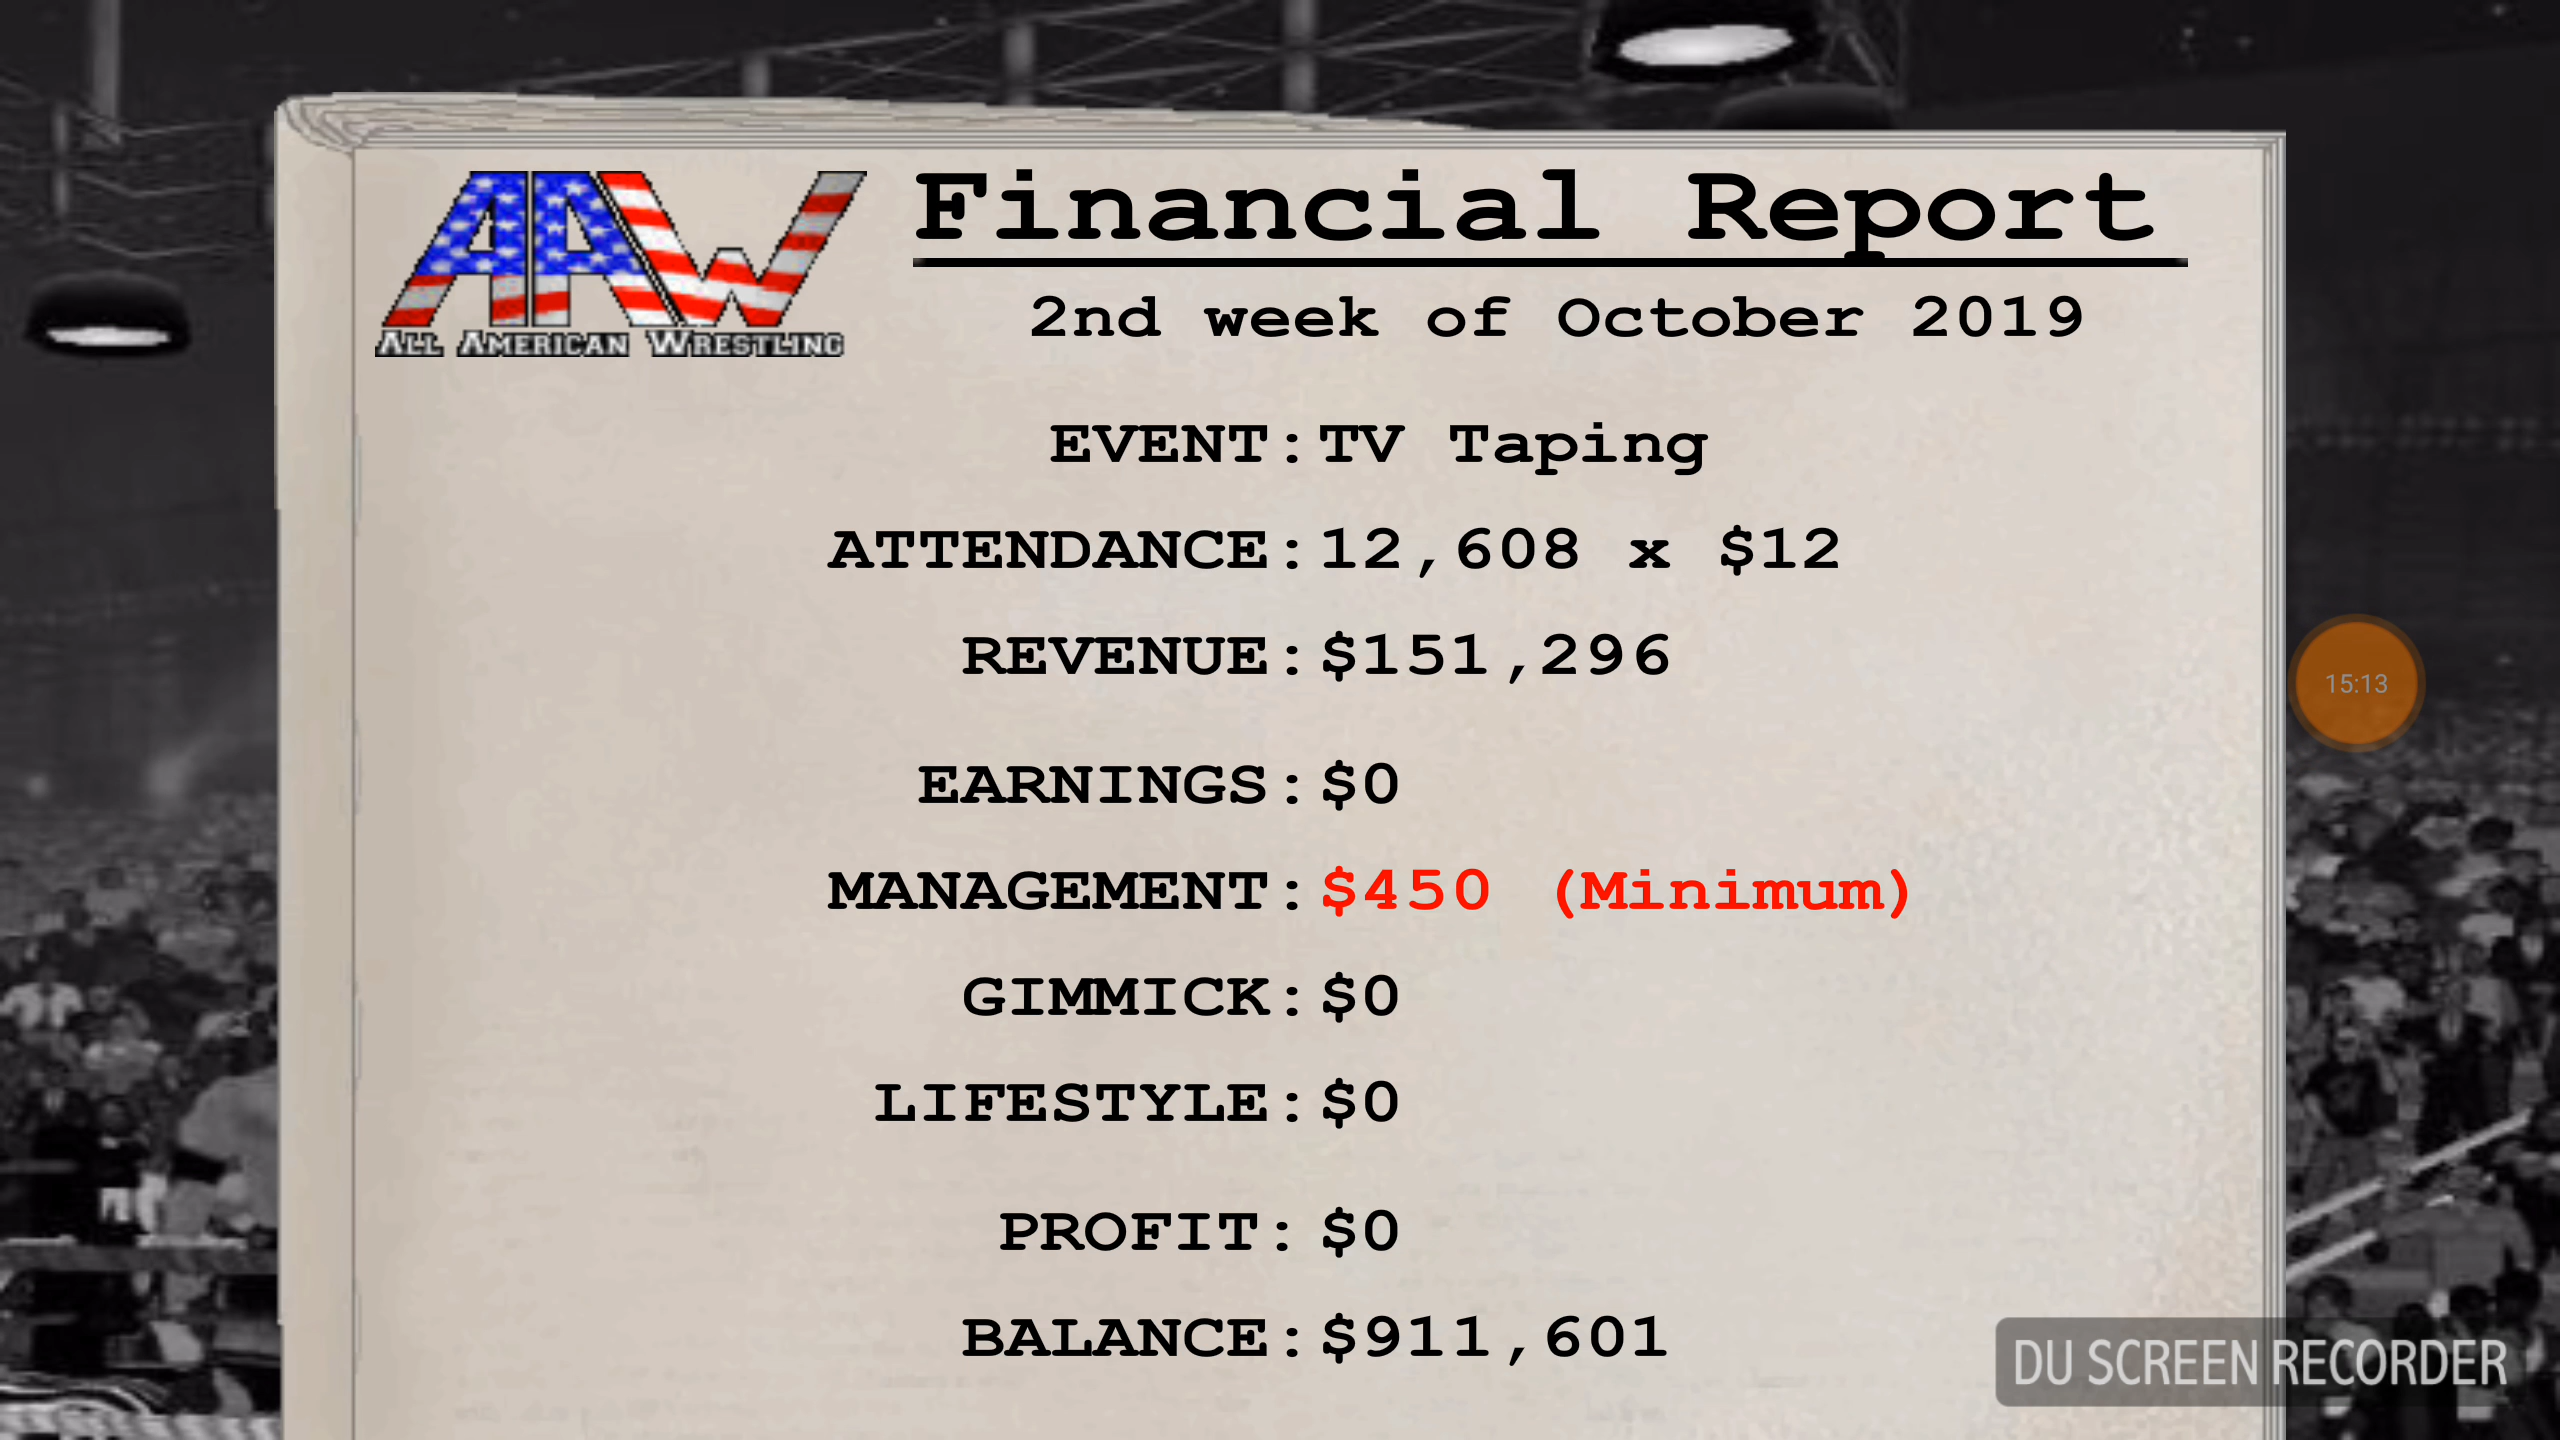 AAW
ALL AMERICAN WRESTLING
Financial Report
2nd week of October 2019
EVENT: TV Taping
ATTENDANCE: 12,608 x $12
REVENUE: $151,296
EARNINGS: $0
MANAGEMENT: $450 (Minimum)
GIMMICK: $0
LIFESTYLE: $0
PROFIT: $0
BALANCE: $911,601
15:13
DU SCREEN RECORDER